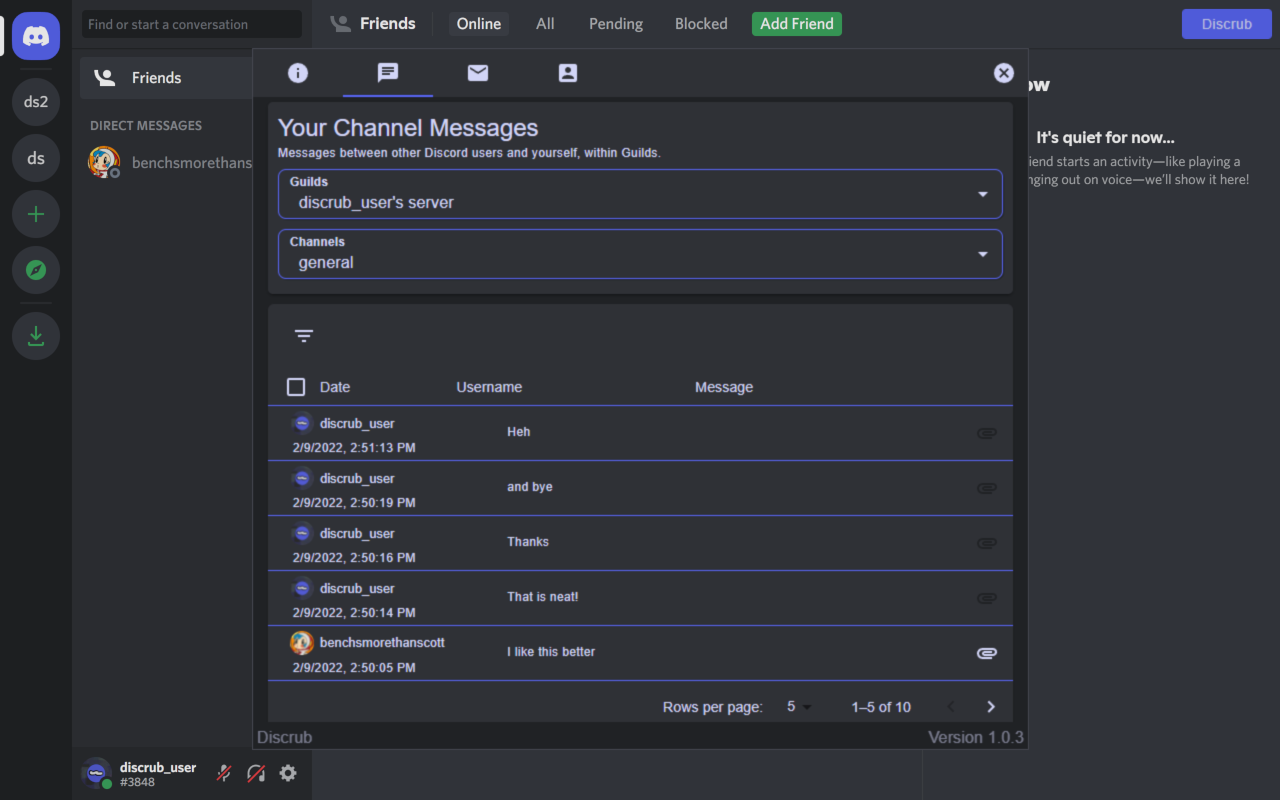 Find or start a conversation
Friends
Online
All
Pending
Blocked
Add Friend
Discrub
ds2
ds
Friends
DIRECT MESSAGES
benchsmorethans
Your Channel Messages
Messages between other Discord users and yourself, within Guilds.
Guilds
discrub_user's server
Channels
general
Date
Username
Message
discrub_user
2/9/2022, 2:51:13 PM
Heh
discrub_user
2/9/2022, 2:50:19 PM
and bye
discrub_user
2/9/2022, 2:50:16 PM
Thanks
discrub_user
2/9/2022, 2:50:14 PM
That is neat!
benchsmorethanscott
2/9/2022, 2:50:05 PM
I like this better
Rows per page:
5
1–5 of 10
Discrub
Version 1.0.3
ow
It's quiet for now...
iend starts an activity—like playing a
nging out on voice—we'll show it here!
discrub_user
#3848